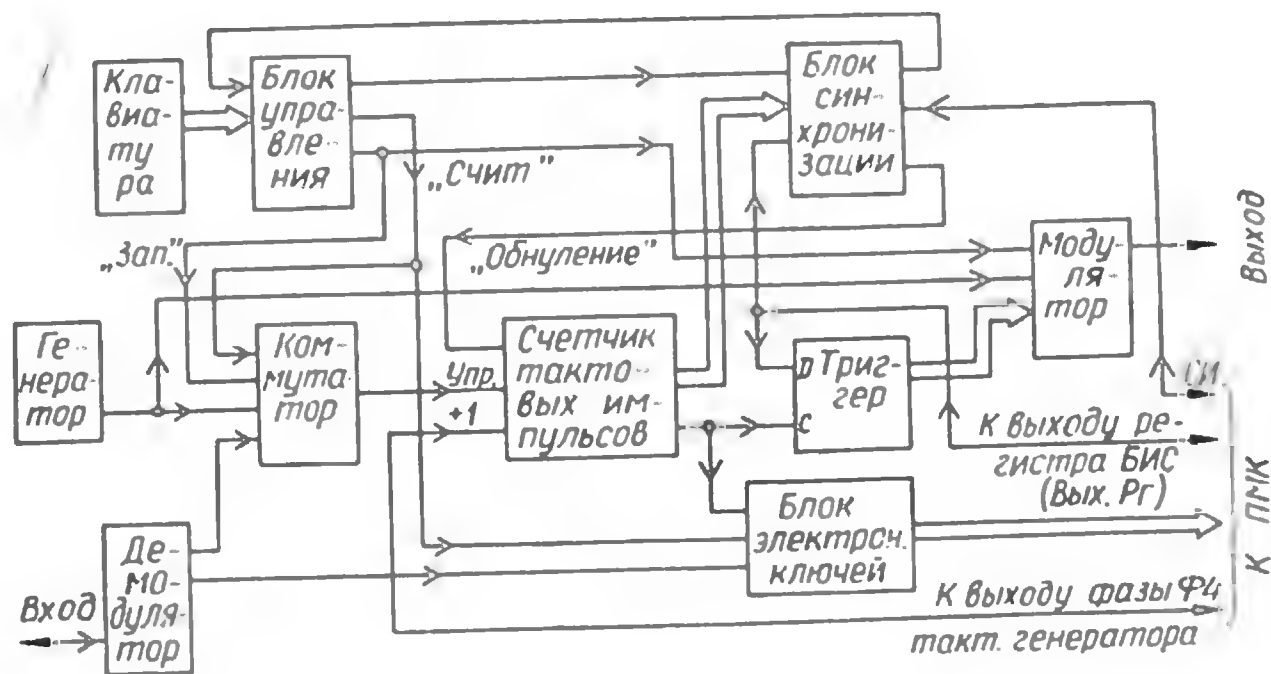 Кла-
виа-
ту
ра
Блок
управ-
вле-
ния
Блок
син-
хрони-
зации
„Счит”
„Зап.”
„Обнуление”
Моду-
ля-
тор
Выход
Ге-
нера-
тор
Ком-
мута-
тор
Упр.
+1
Счетчик
такто-
вых им-
пульсов
D Триг-
гер
C
СИ.
К выходу ре-
гистра БИС
(Вых. Рг)
К ПМК
Блок
электрон.
ключей
Де-
мо-
дуля-
тор
Вход
К выходу фазы Ф4
такт. генератора